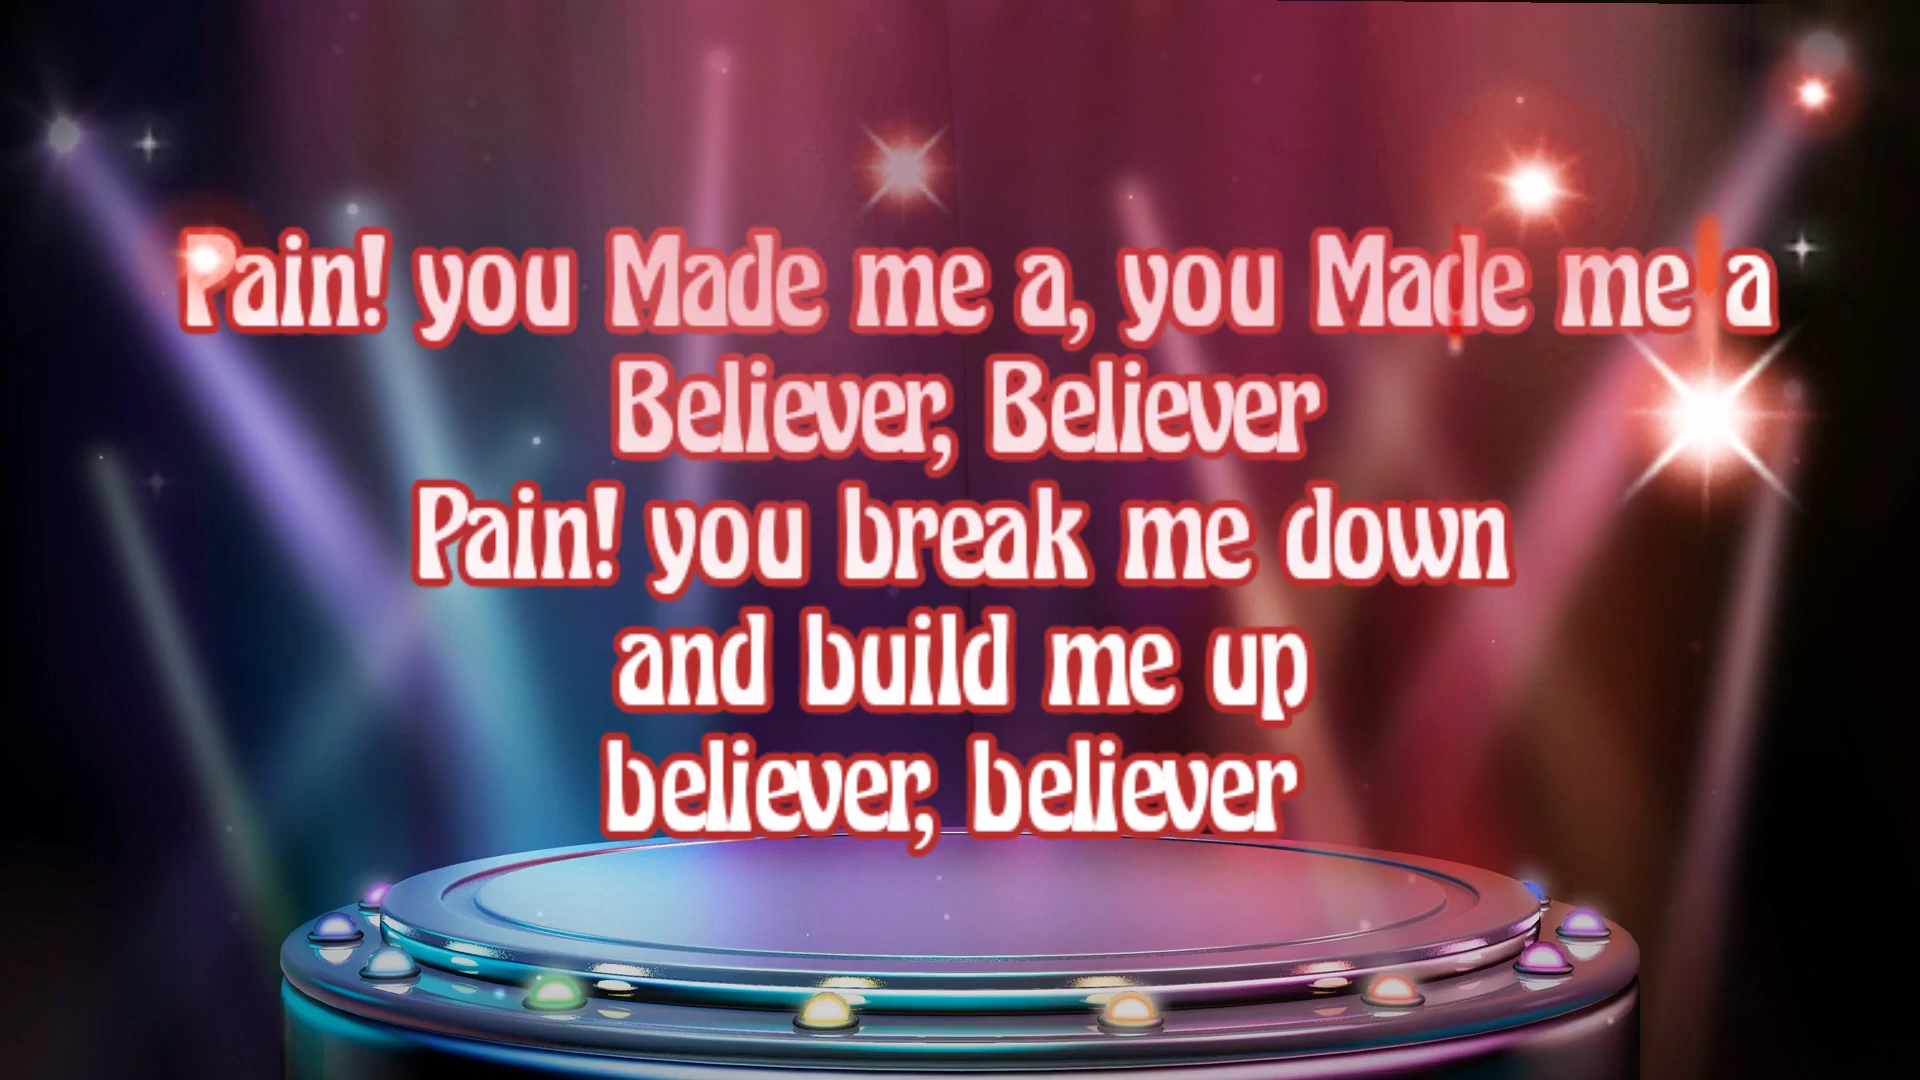 Pain! you Made me a, you Made me a
Believer, Believer
Pain! you break me down
and build me up
believer, believer